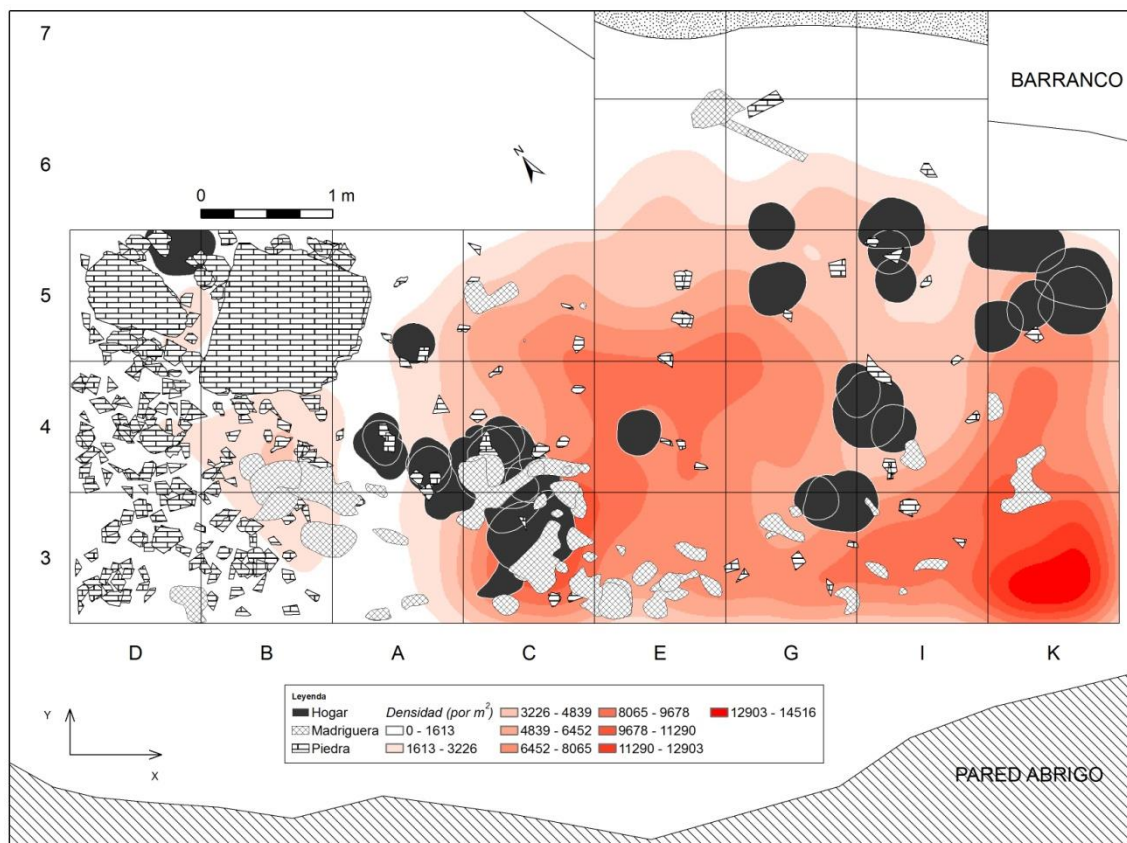 7
BARRANCO
6
N
0 1 m
5
4
3
D B A C E G I K
Leyenda
Hogar
Madriguera
Piedra
Densidad (por m²)
0 - 1613
1613 - 3226
3226 - 4839
4839 - 6452
6452 - 8065
8065 - 9678
9678 - 11290
11290 - 12903
12903 - 14516
Y
X
PARED ABRIGO